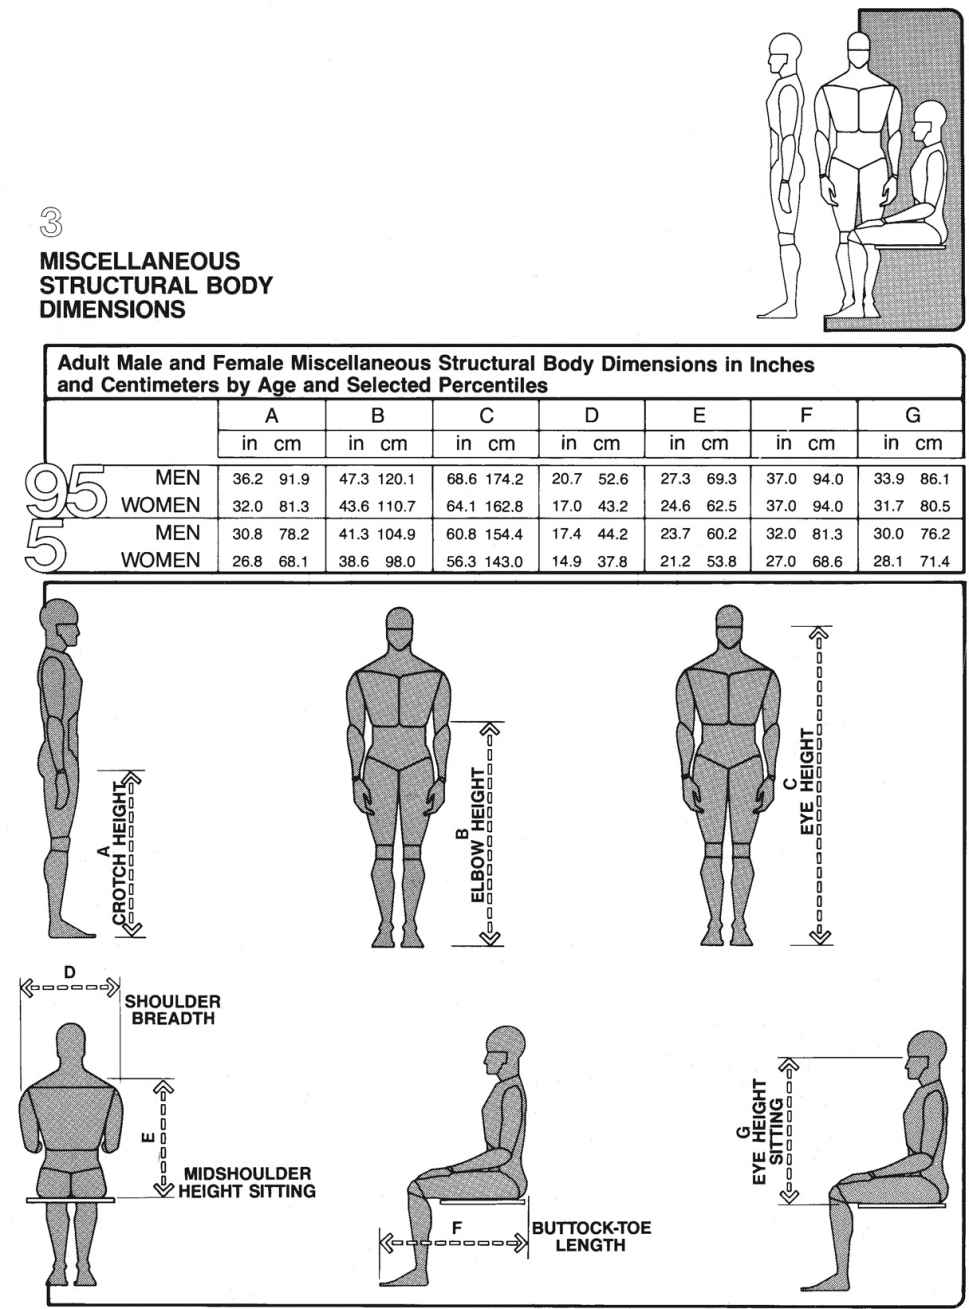 3
MISCELLANEOUS
STRUCTURAL BODY
DIMENSIONS
Adult Male and Female Miscellaneous Structural Body Dimensions in Inches
and Centimeters by Age and Selected Percentiles
A B C D E F G
in cm in cm in cm in cm in cm in cm in cm
95 MEN 36.2 91.9 47.3 120.1 68.6 174.2 20.7 52.6 27.3 69.3 37.0 94.0 33.9 86.1
WOMEN 32.0 81.3 43.6 110.7 64.1 162.8 17.0 43.2 24.6 62.5 37.0 94.0 31.7 80.5
5 MEN 30.8 78.2 41.3 104.9 60.8 154.4 17.4 44.2 23.7 60.2 32.0 81.3 30.0 76.2
WOMEN 26.8 68.1 38.6 98.0 56.3 143.0 14.9 37.8 21.2 53.8 27.0 68.6 28.1 71.4
A
CROTCH HEIGHT
B
ELBOW HEIGHT
C
EYE HEIGHT
D
SHOULDER
BREADTH
E
MIDSHOULDER
HEIGHT SITTING
F
BUTTOCK-TOE
LENGTH
G
EYE HEIGHT
SITTING